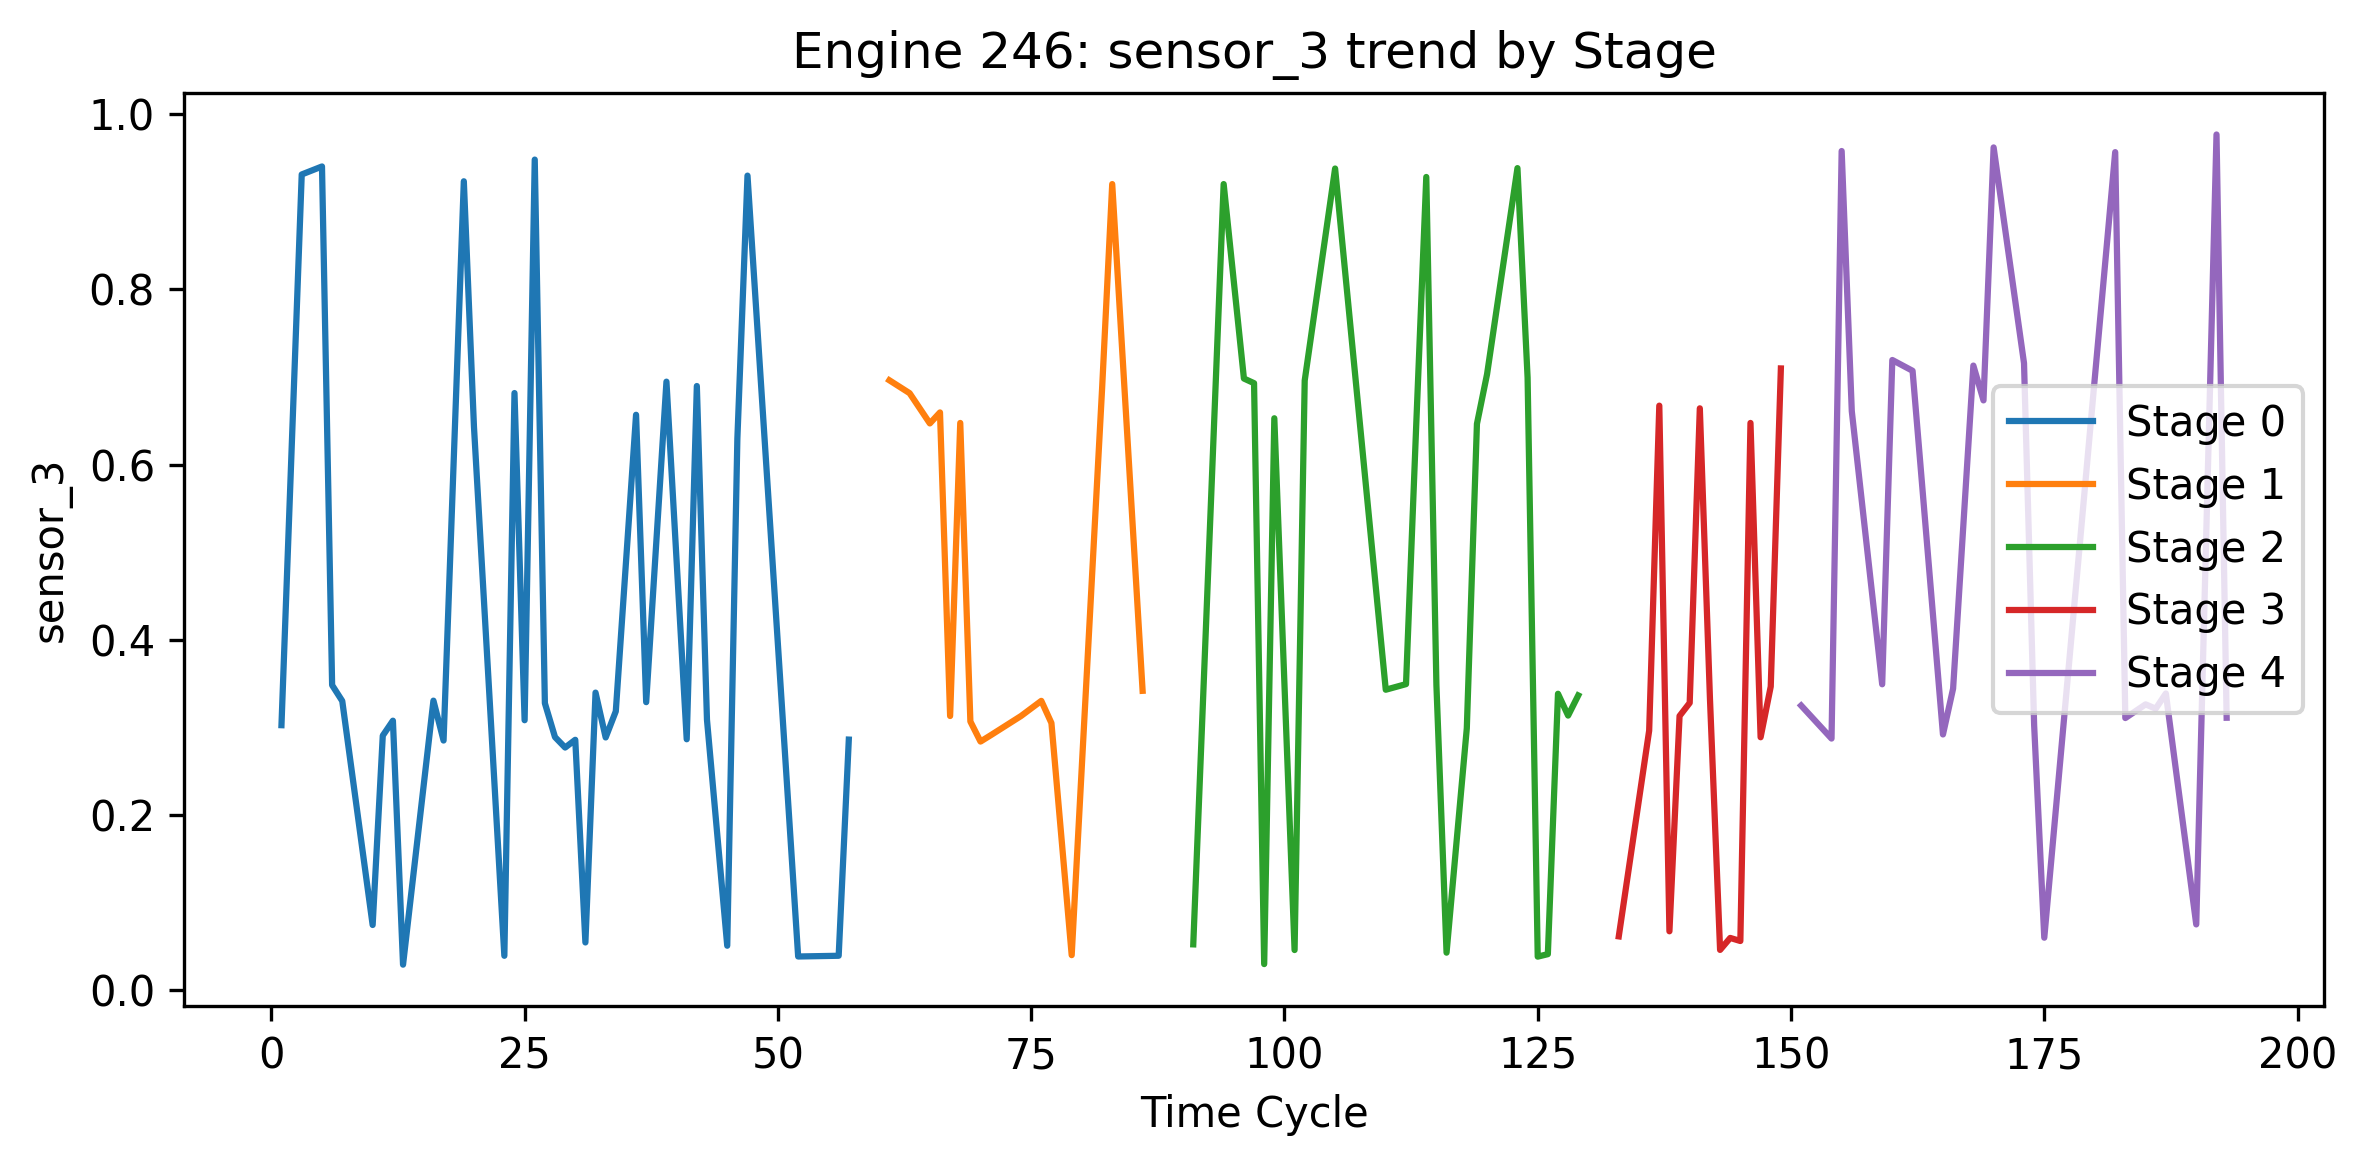 Engine 246: sensor_3 trend by Stage
1.0
0.8
0.6
0.4
0.2
0.0
sensor_3
Stage 0
Stage 1
Stage 2
Stage 3
Stage 4
0 25 50 75 100 125 150 175 200
Time Cycle